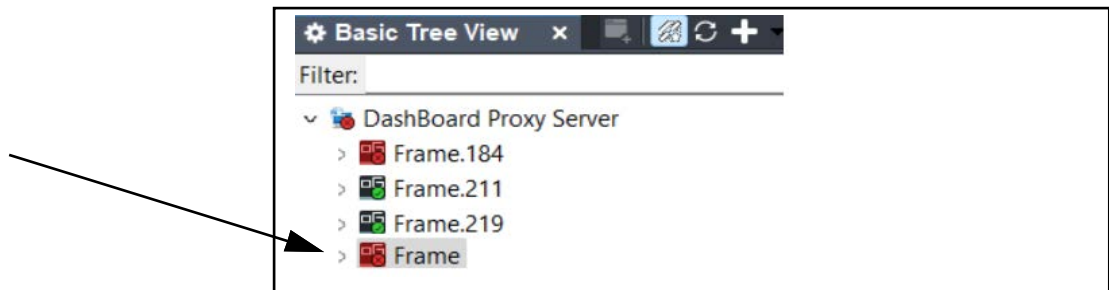 Basic Tree View
Filter:
DashBoard Proxy Server
Frame.184
Frame.211
Frame.219
Frame